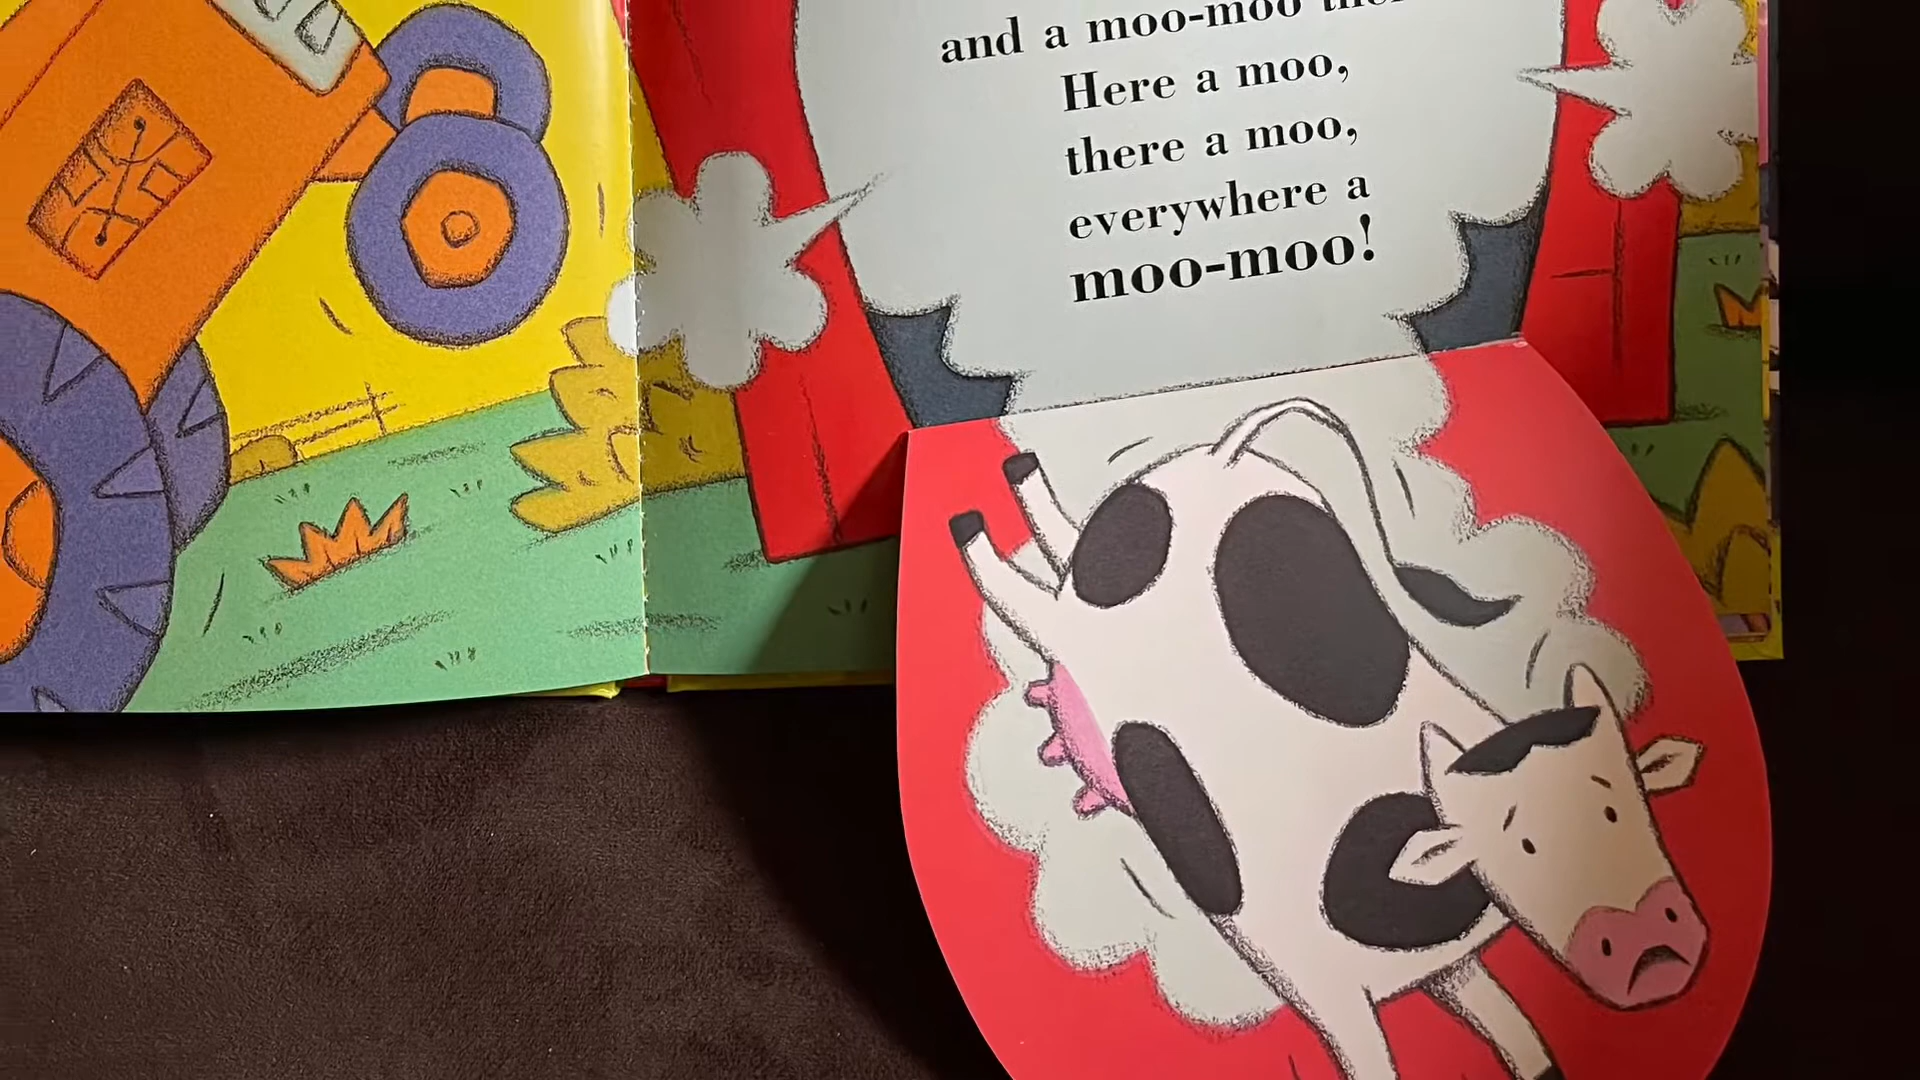 and a moo-moo
Here a moo,
there a moo,
everywhere a
moo-moo!